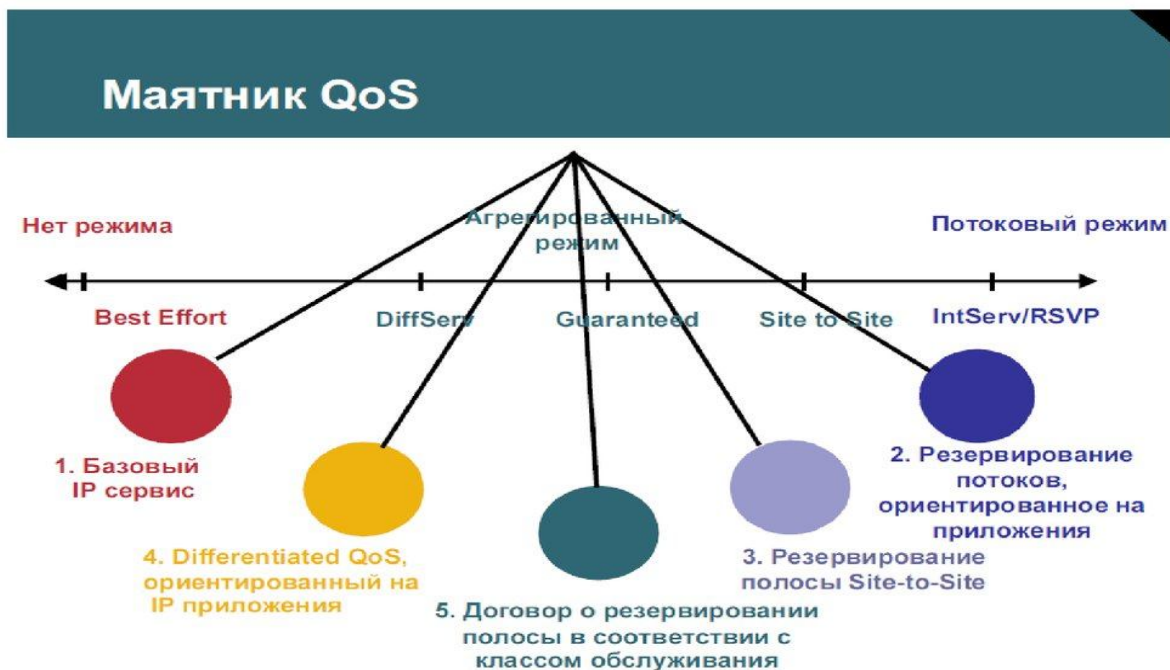 Маятник QoS
Нет режима
Агрегированный
режим
Потоковый режим
Best Effort
DiffServ
Guaranteed
Site to Site
IntServ/RSVP
1. Базовый
IP сервис
4. Differentiated QoS,
ориентированный на
IP приложения
5. Договор о резервировании
полосы в соответствии с
классом обслуживания
3. Резервирование
полосы Site-to-Site
2. Резервирование
потоков,
ориентированное на
приложения